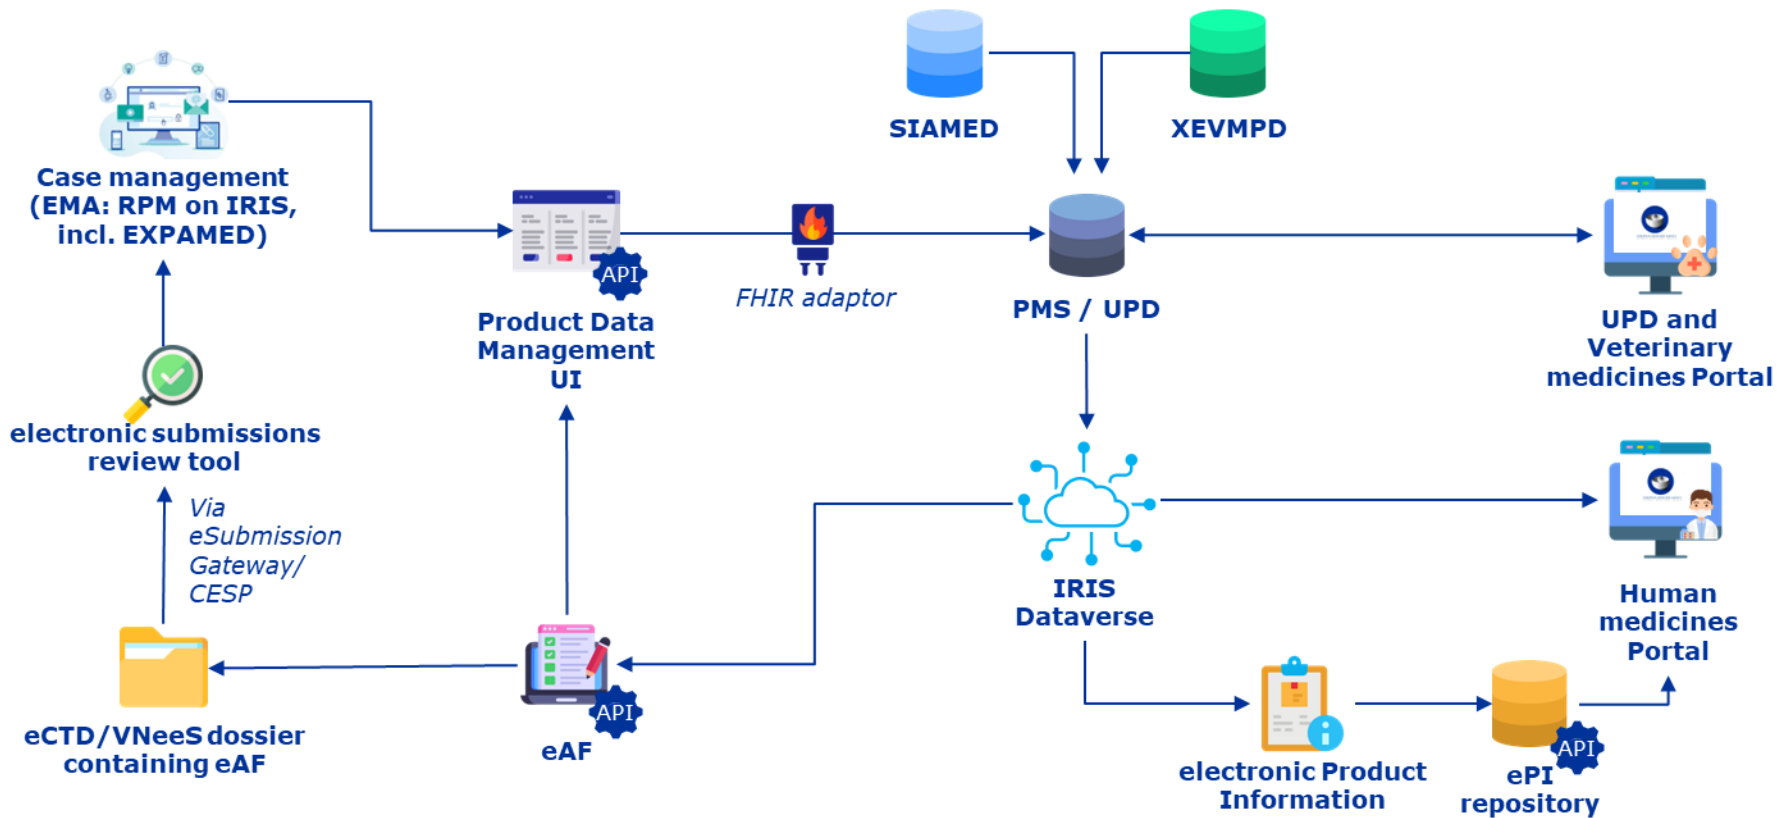 SIAMED
XEVMPD
Case management
(EMA: RPM on IRIS,
incl. EXPAMED)
API
FHIR adaptor
Product Data
Management
UI
PMS / UPD
UPD and
Veterinary
medicines Portal
electronic submissions
review tool
Via
eSubmission
Gateway/
CESP
IRIS
Dataverse
Human
medicines
Portal
eCTD/VNeeS dossier
containing eAF
API
eAF
electronic Product
Information
API
ePI
repository